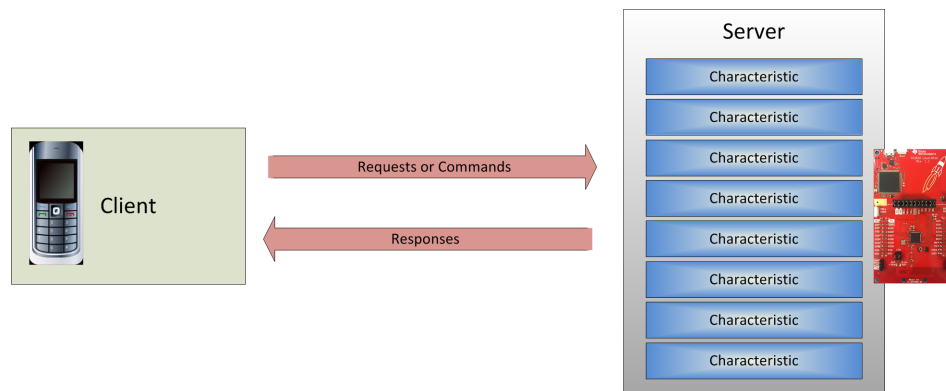 Server
Characteristic
Characteristic
Characteristic
Characteristic
Characteristic
Characteristic
Characteristic
Characteristic
Client
Requests or Commands
Responses